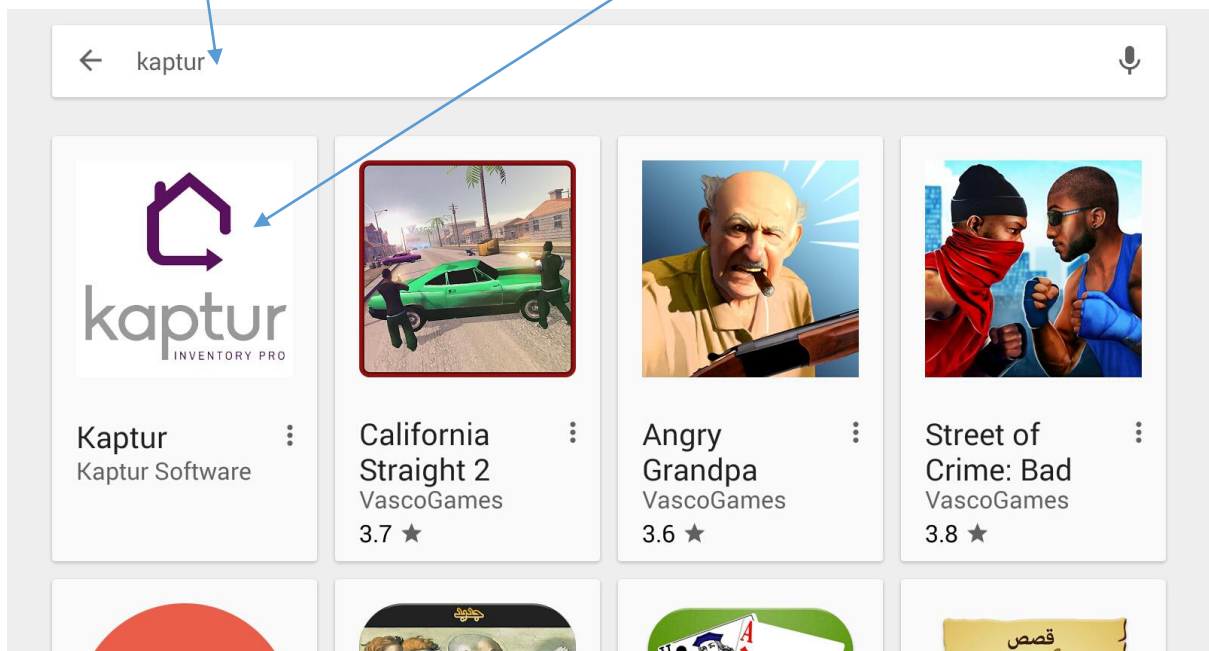 kaptur
kaptur
INVENTORY PRO
Kaptur
Kaptur Software
California
Straight 2
VascoGames
3.7 ★
Angry
Grandpa
VascoGames
3.6 ★
Street of
Crime: Bad
VascoGames
3.8 ★
A
قصص